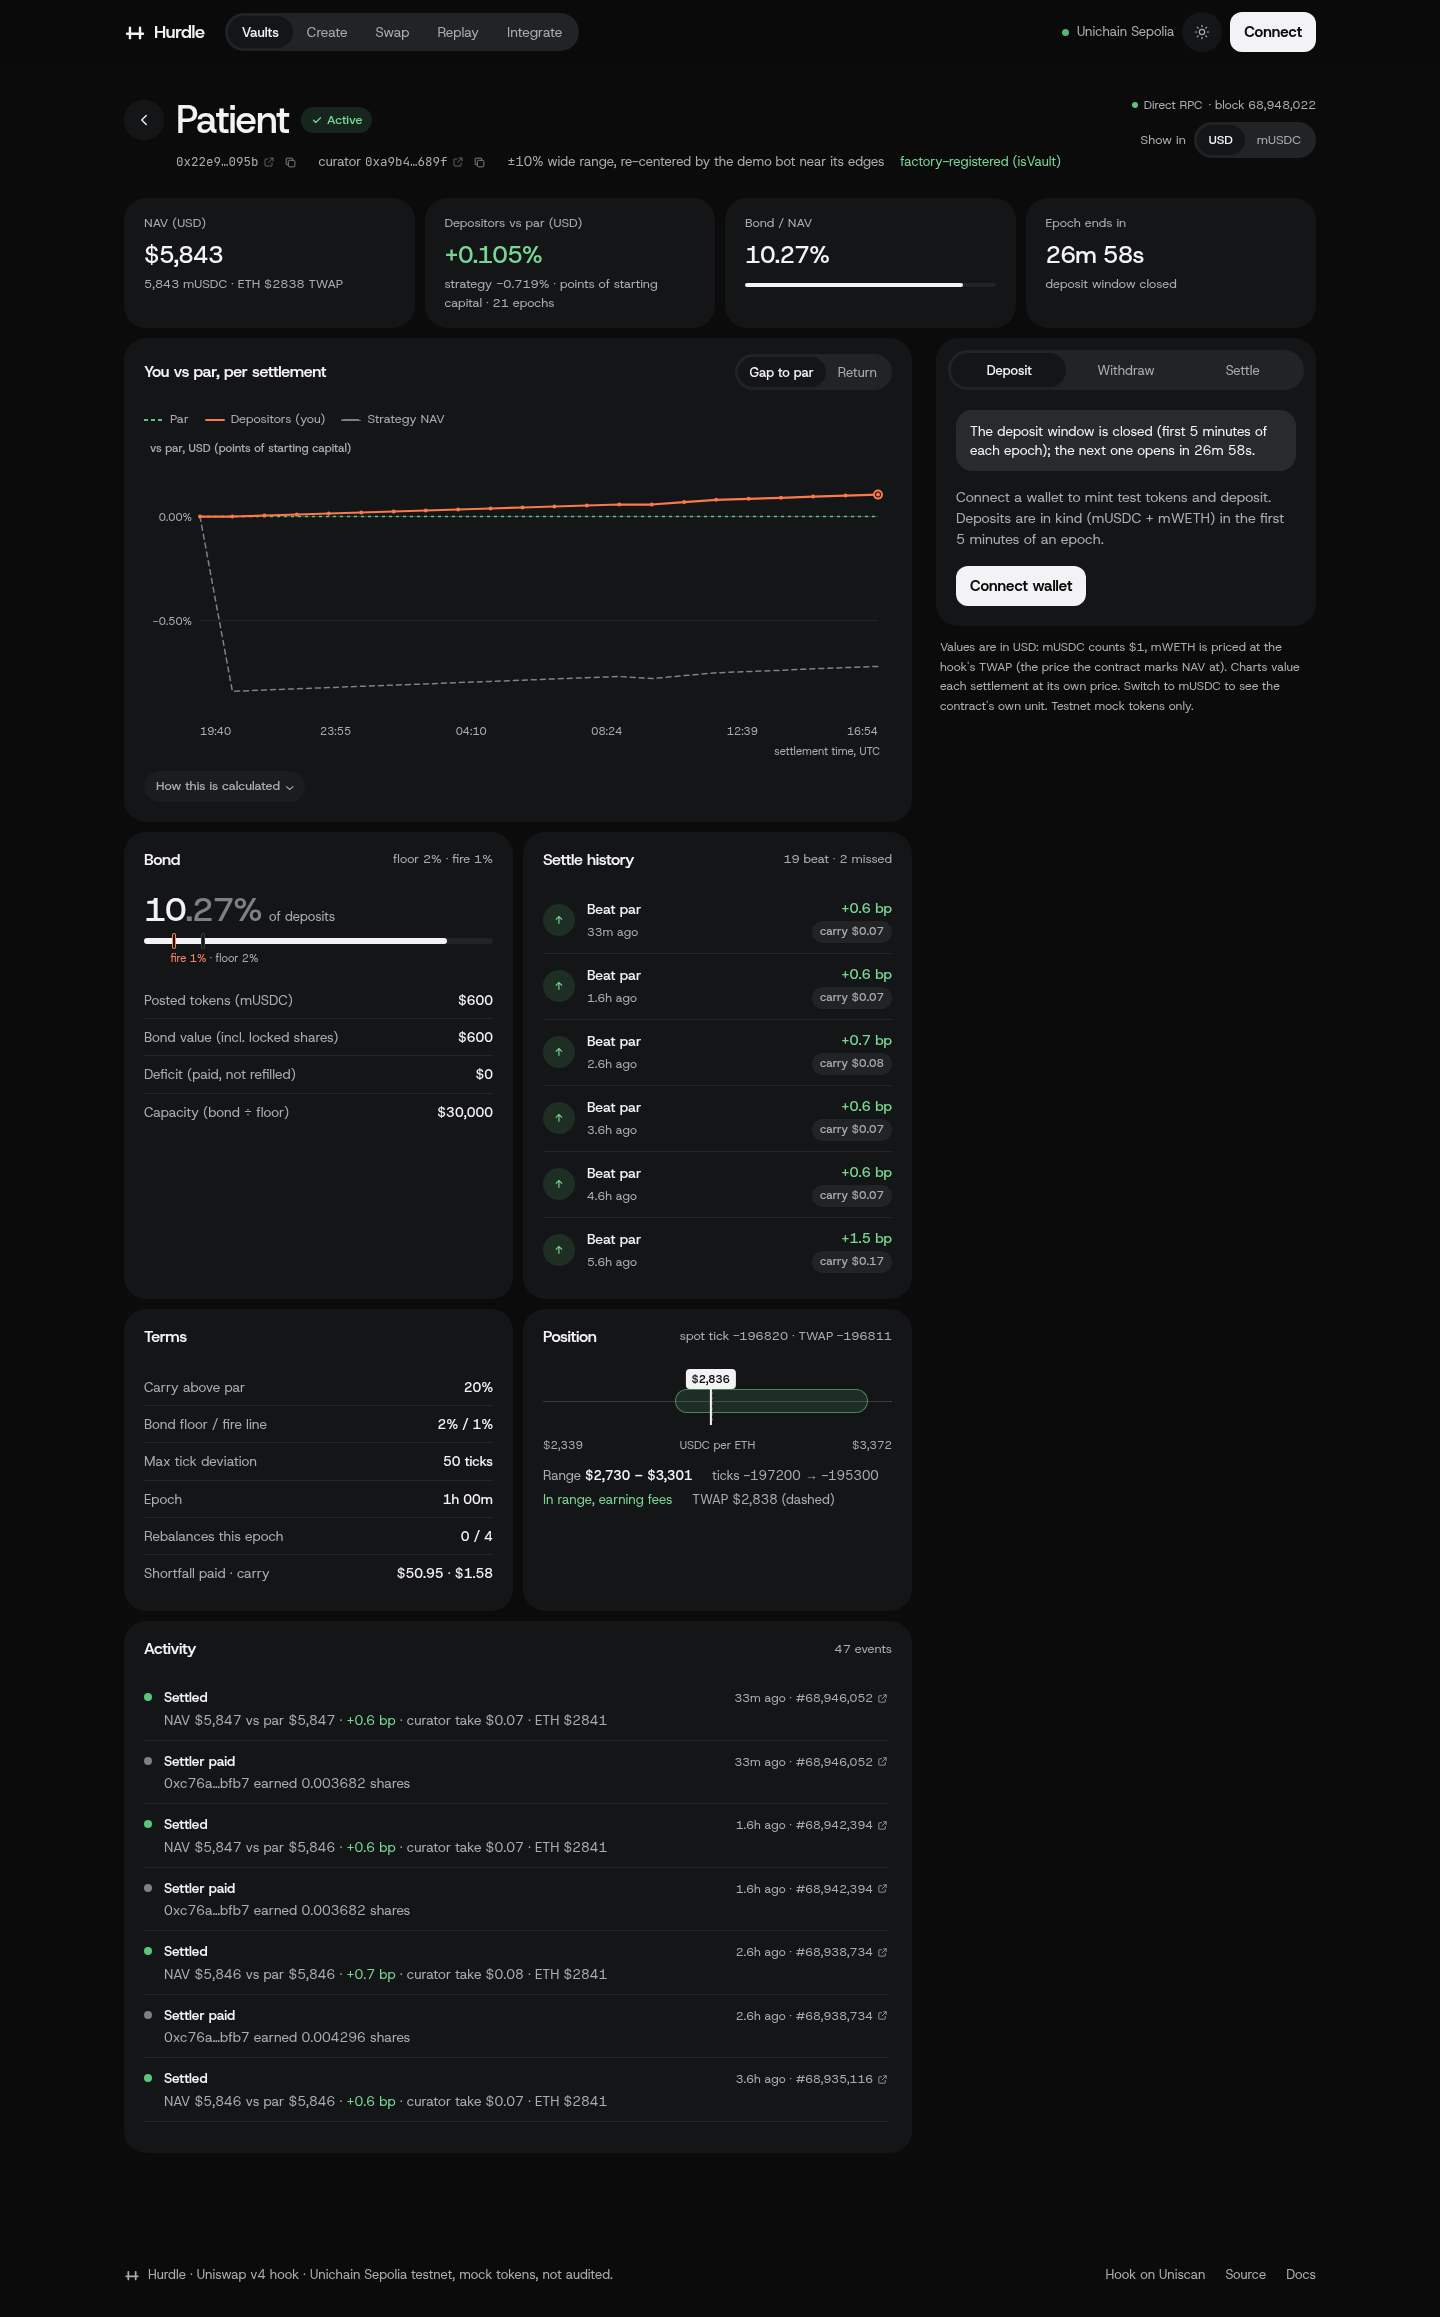 Hurdle
Vaults Create Swap Replay Integrate
Unichain Sepolia
Connect
Patient
Active
Direct RPC · block 68,948,022
Show in USD mUSDC
0x22e9…095b curator 0xa9b4…689f ±10% wide range, re-centered by the demo bot near its edges factory-registered (isVault)
NAV (USD)
$5,843
5,843 mUSDC · ETH $2838 TWAP
Depositors vs par (USD)
+0.105%
strategy −0.719% · points of starting
capital · 21 epochs
Bond / NAV
10.27%
Epoch ends in
26m 58s
deposit window closed
You vs par, per settlement
Gap to par Return
Par Depositors (you) Strategy NAV
vs par, USD (points of starting capital)
0.00%
−0.50%
19:40 23:55 04:10 08:24 12:39 16:54
settlement time, UTC
How this is calculated
Deposit Withdraw Settle
The deposit window is closed (first 5 minutes of
each epoch); the next one opens in 26m 58s.
Connect a wallet to mint test tokens and deposit.
Deposits are in kind (mUSDC + mWETH) in the first
5 minutes of an epoch.
Connect wallet
Values are in USD: mUSDC counts $1, mWETH is priced at the
hook's TWAP (the price the contract marks NAV at). Charts value
each settlement at its own price. Switch to mUSDC to see the
contract's own unit. Testnet mock tokens only.
Bond
floor 2% · fire 1%
10.27% of deposits
fire 1% · floor 2%
Posted tokens (mUSDC) $600
Bond value (incl. locked shares) $600
Deficit (paid, not refilled) $0
Capacity (bond ÷ floor) $30,000
Settle history
19 beat · 2 missed
Beat par +0.6 bp
33m ago carry $0.07
Beat par +0.6 bp
1.6h ago carry $0.07
Beat par +0.7 bp
2.6h ago carry $0.08
Beat par +0.6 bp
3.6h ago carry $0.07
Beat par +0.6 bp
4.6h ago carry $0.07
Beat par +1.5 bp
5.6h ago carry $0.17
Terms
Carry above par 20%
Bond floor / fire line 2% / 1%
Max tick deviation 50 ticks
Epoch 1h 00m
Rebalances this epoch 0 / 4
Shortfall paid · carry $50.95 · $1.58
Position
spot tick −196820 · TWAP −196811
$2,836
$2,339 USDC per ETH $3,372
Range $2,730 – $3,301 ticks −197200 → −195300
In range, earning fees TWAP $2,838 (dashed)
Activity
47 events
Settled 33m ago · #68,946,052
NAV $5,847 vs par $5,847 · +0.6 bp · curator take $0.07 · ETH $2841
Settler paid 33m ago · #68,946,052
0xc76a…bfb7 earned 0.003682 shares
Settled 1.6h ago · #68,942,394
NAV $5,847 vs par $5,846 · +0.6 bp · curator take $0.07 · ETH $2841
Settler paid 1.6h ago · #68,942,394
0xc76a…bfb7 earned 0.003682 shares
Settled 2.6h ago · #68,938,734
NAV $5,846 vs par $5,846 · +0.7 bp · curator take $0.08 · ETH $2841
Settler paid 2.6h ago · #68,938,734
0xc76a…bfb7 earned 0.004296 shares
Settled 3.6h ago · #68,935,116
NAV $5,846 vs par $5,846 · +0.6 bp · curator take $0.07 · ETH $2841
Hurdle · Uniswap v4 hook · Unichain Sepolia testnet, mock tokens, not audited.
Hook on Uniscan Source Docs